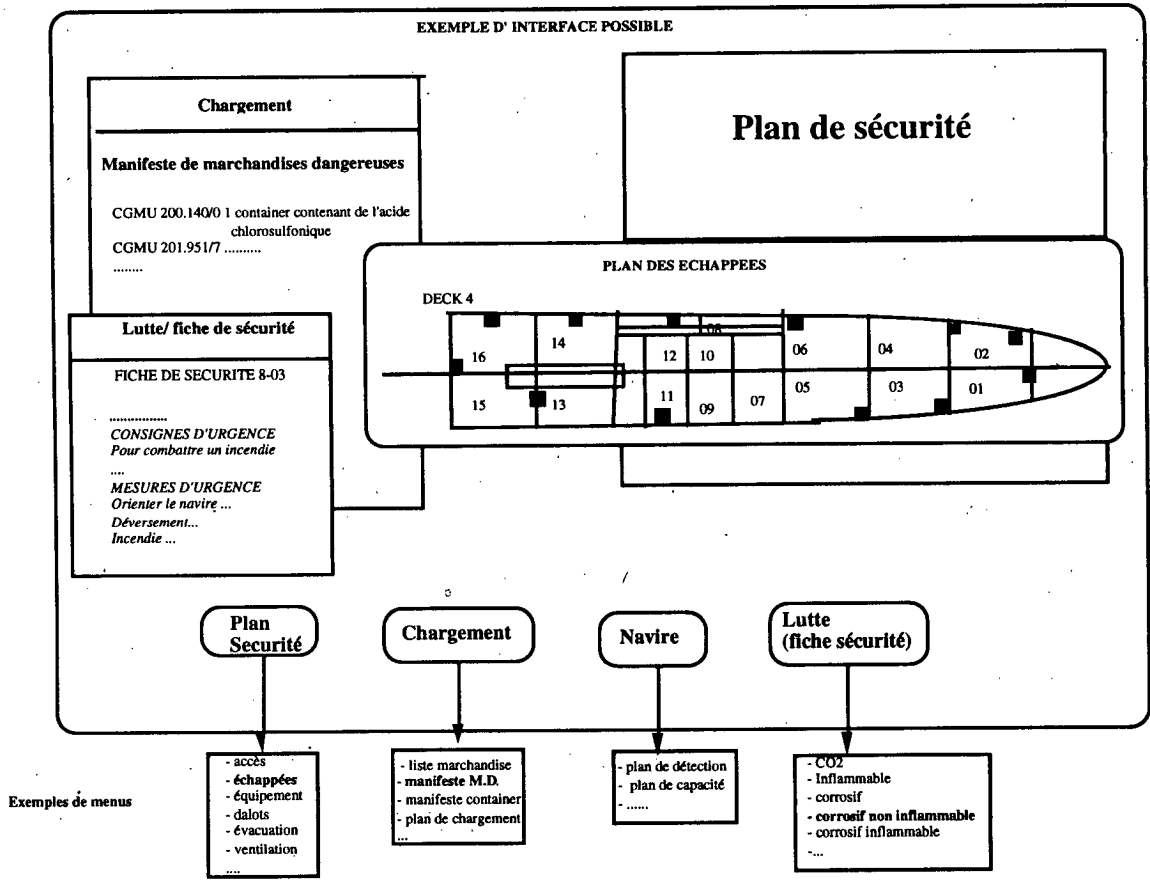 EXEMPLE D' INTERFACE POSSIBLE
Chargement
Manifeste de marchandises dangereuses
CGMU 200.140/0 1 container contenant de l'acide
chlorosulfonique
CGMU 201.951/7 ..........
........
Plan de sécurité
PLAN DES ECHAPPEES
DECK 4
16
14
12
10
08
06
04
02
15
13
11
09
07
05
03
01
Lutte/ fiche de sécurité
FICHE DE SECURITE 8-03
.................
CONSIGNES D'URGENCE
Pour combattre un incendie
....
MESURES D'URGENCE
Orienter le navire ...
Déversement...
Incendie ...
Plan
Securité
Chargement
Navire
Lutte
(fiche sécurité)
Exemples de menus
- accès
- échappées
- équipement
- dalots
- évacuation
- ventilation
....
- liste marchandise
- manifeste M.D.
- manifeste container
- plan de chargement
...
- plan de détection
- plan de capacité
- ......
- CO2
- Inflammable
- corrosif
- corrosif non inflammable
- corrosif inflammable
-...